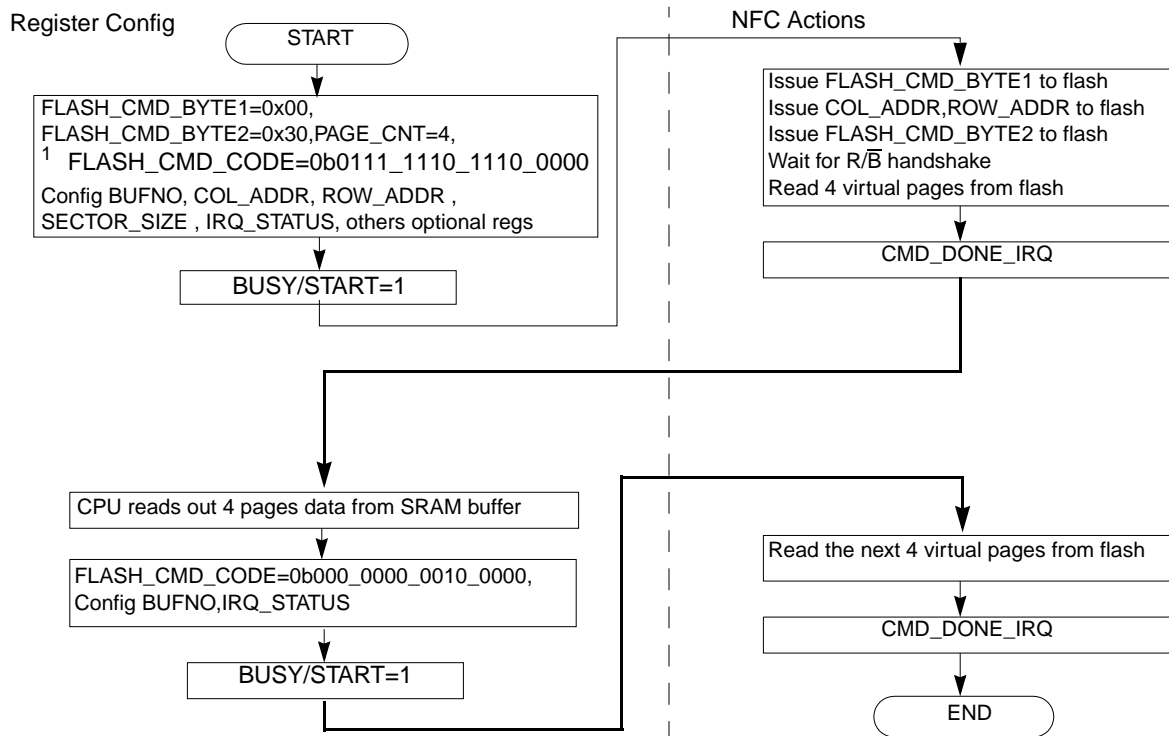 Register Config
START
FLASH_CMD_BYTE1=0x00,
FLASH_CMD_BYTE2=0x30,PAGE_CNT=4,
1 FLASH_CMD_CODE=0b0111_1110_1110_0000
Config BUFNO, COL_ADDR, ROW_ADDR ,
SECTOR_SIZE , IRQ_STATUS, others optional regs
BUSY/START=1
NFC Actions
Issue FLASH_CMD_BYTE1 to flash
Issue COL_ADDR,ROW_ADDR to flash
Issue FLASH_CMD_BYTE2 to flash
Wait for R/B̅ handshake
Read 4 virtual pages from flash
CMD_DONE_IRQ
CPU reads out 4 pages data from SRAM buffer
FLASH_CMD_CODE=0b000_0000_0010_0000,
Config BUFNO,IRQ_STATUS
BUSY/START=1
Read the next 4 virtual pages from flash
CMD_DONE_IRQ
END